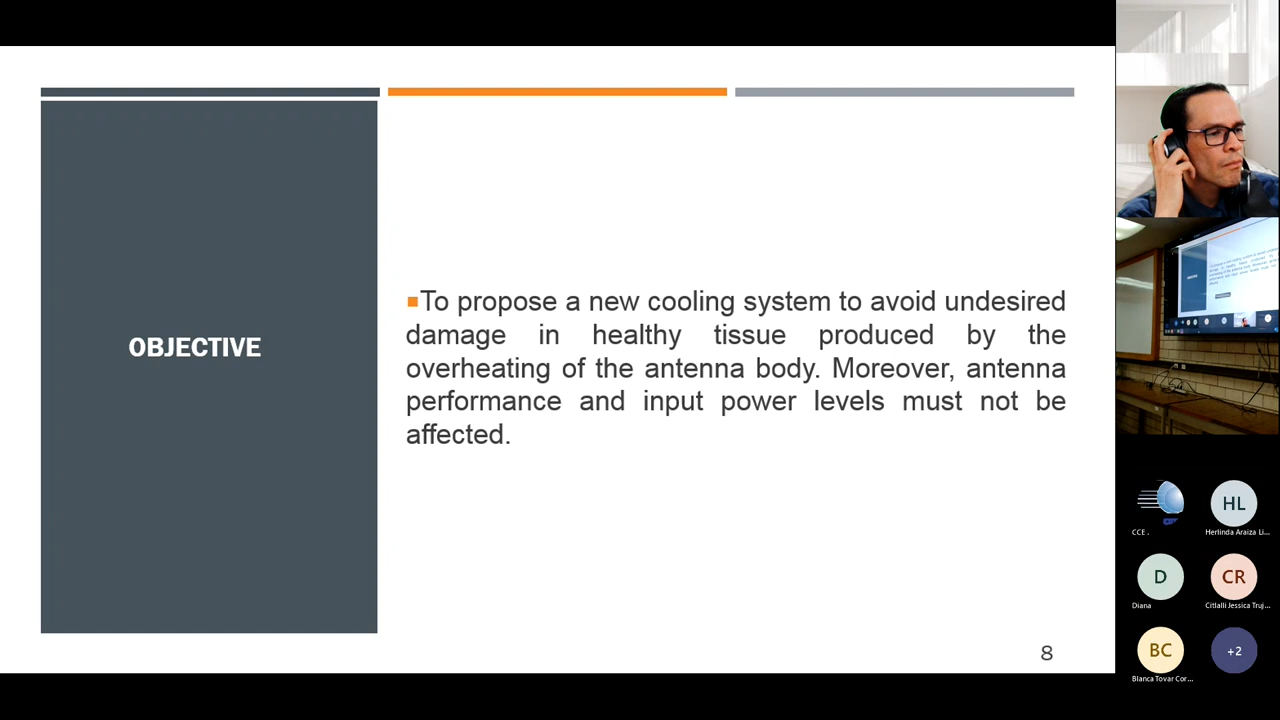 OBJECTIVE
▪To propose a new cooling system to avoid undesired
damage in healthy tissue produced by the
overheating of the antenna body. Moreover, antenna
performance and input power levels must not be
affected.
8
CCE .
HL
Herlinda Araiza Li...
D
Diana
CR
Citlalli Jessica Truj...
BC
Blanca Tovar Cor...
+2